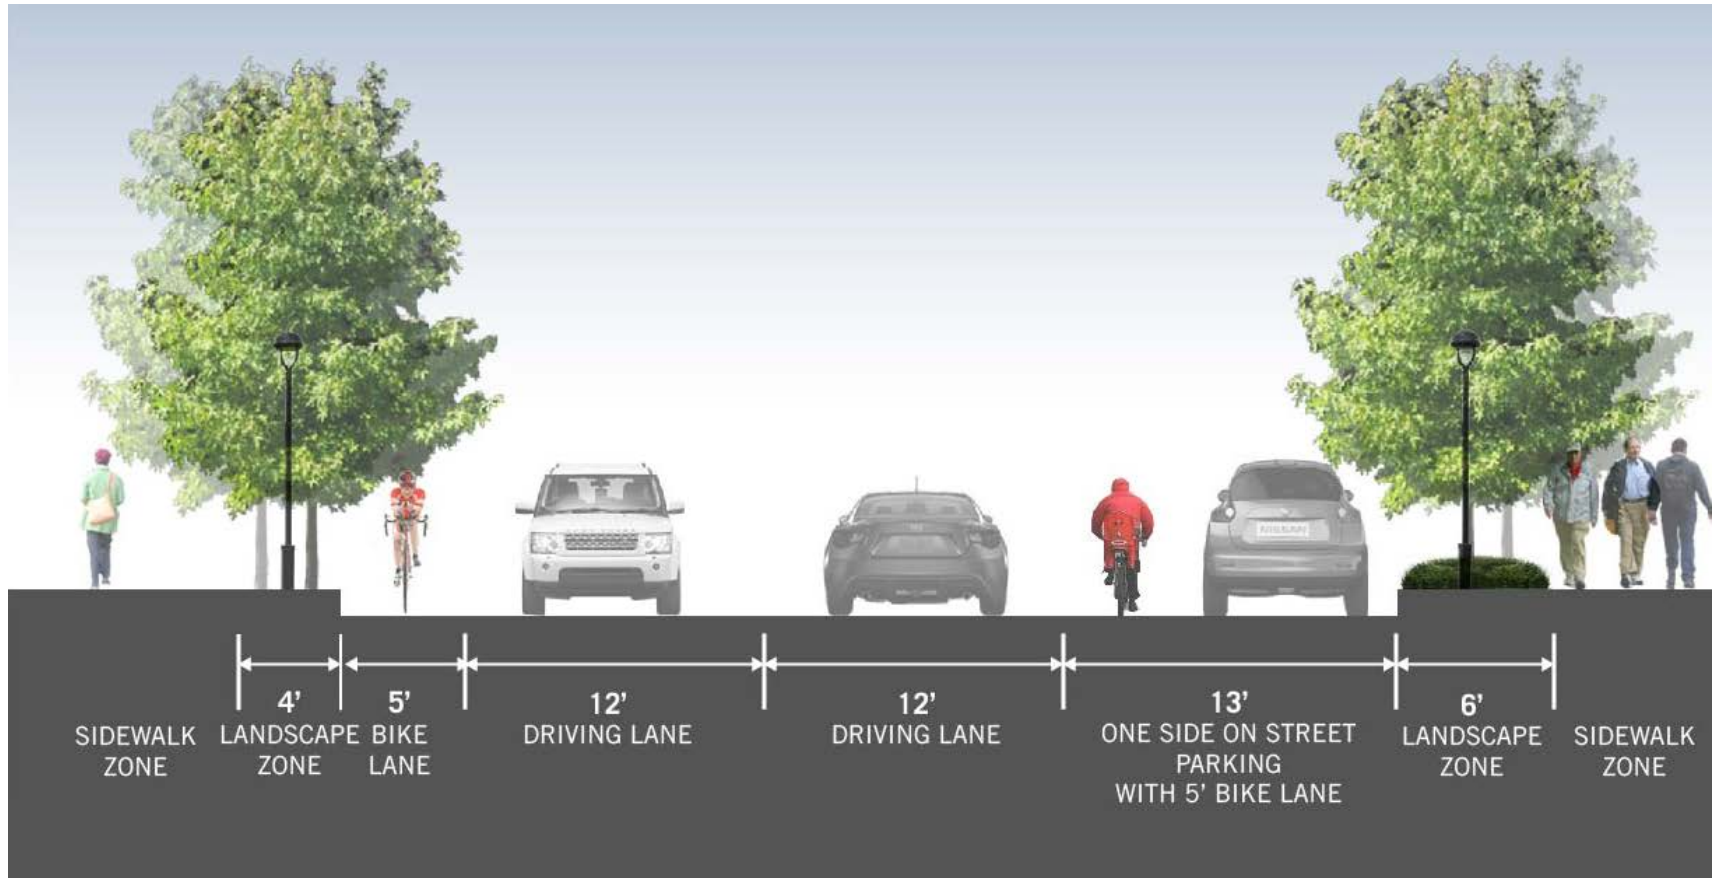 4’
LANDSCAPE
ZONE
5’
BIKE
LANE
12’
DRIVING LANE
12’
DRIVING LANE
13’
ONE SIDE ON STREET
PARKING
WITH 5’ BIKE LANE
6’
LANDSCAPE
ZONE
SIDEWALK
ZONE
SIDEWALK
ZONE